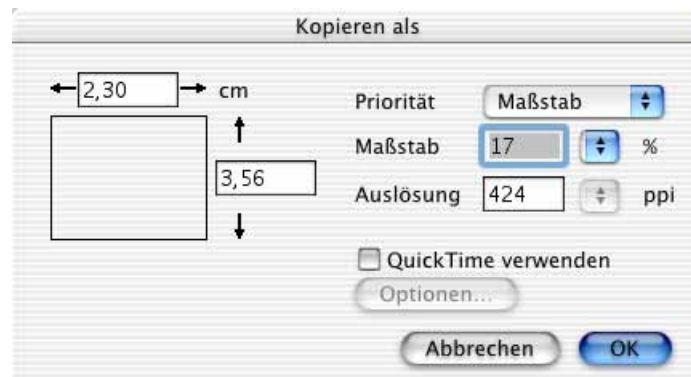 Kopieren als
2,30 cm
3,56
Priorität Maßstab
Maßstab 17 %
Auslösung 424 ppi
QuickTime verwenden
Optionen...
Abbrechen OK